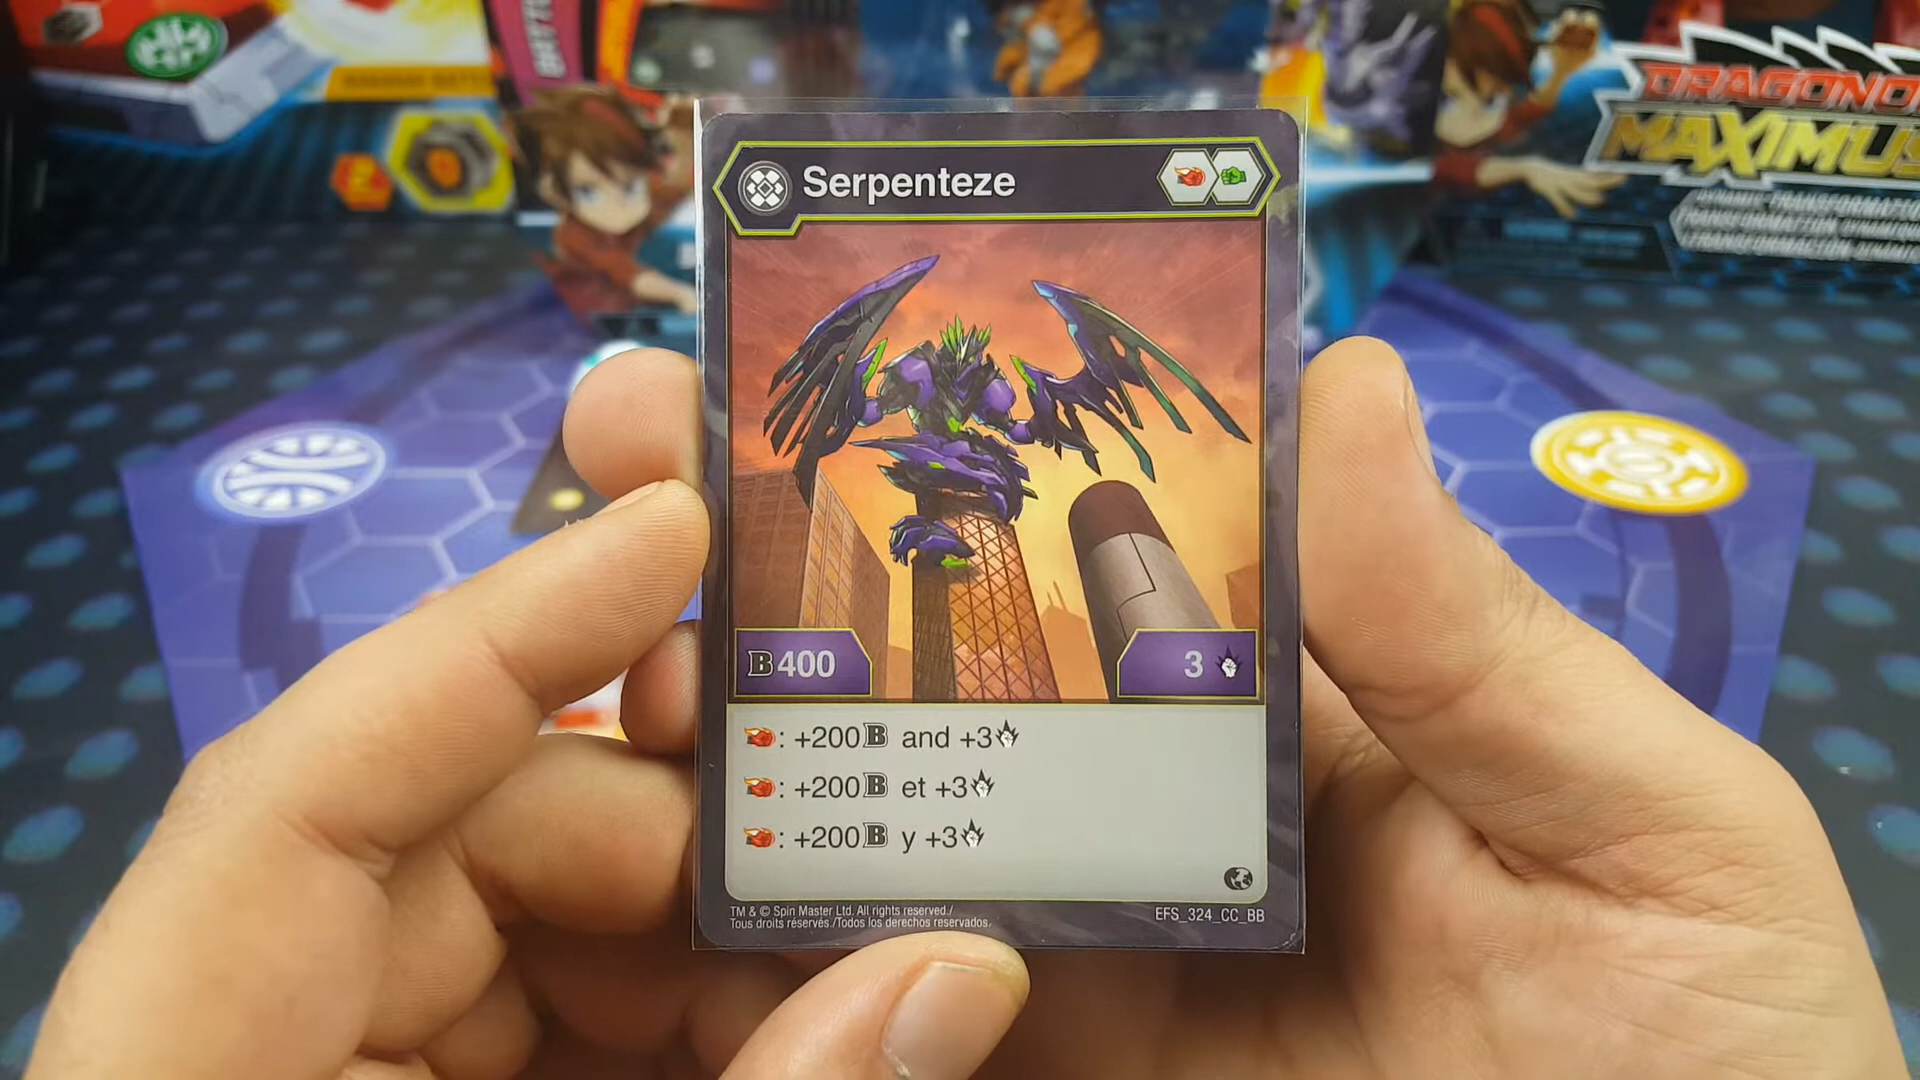 DRAGONO
MAXIMUS
Serpenteze
B400
3
: +200B and +3
: +200B et +3
: +200B y +3
TM & © Spin Master Ltd. All rights reserved./
Tous droits réservés./Todos los derechos reservados.
EFS_324_CC_BB